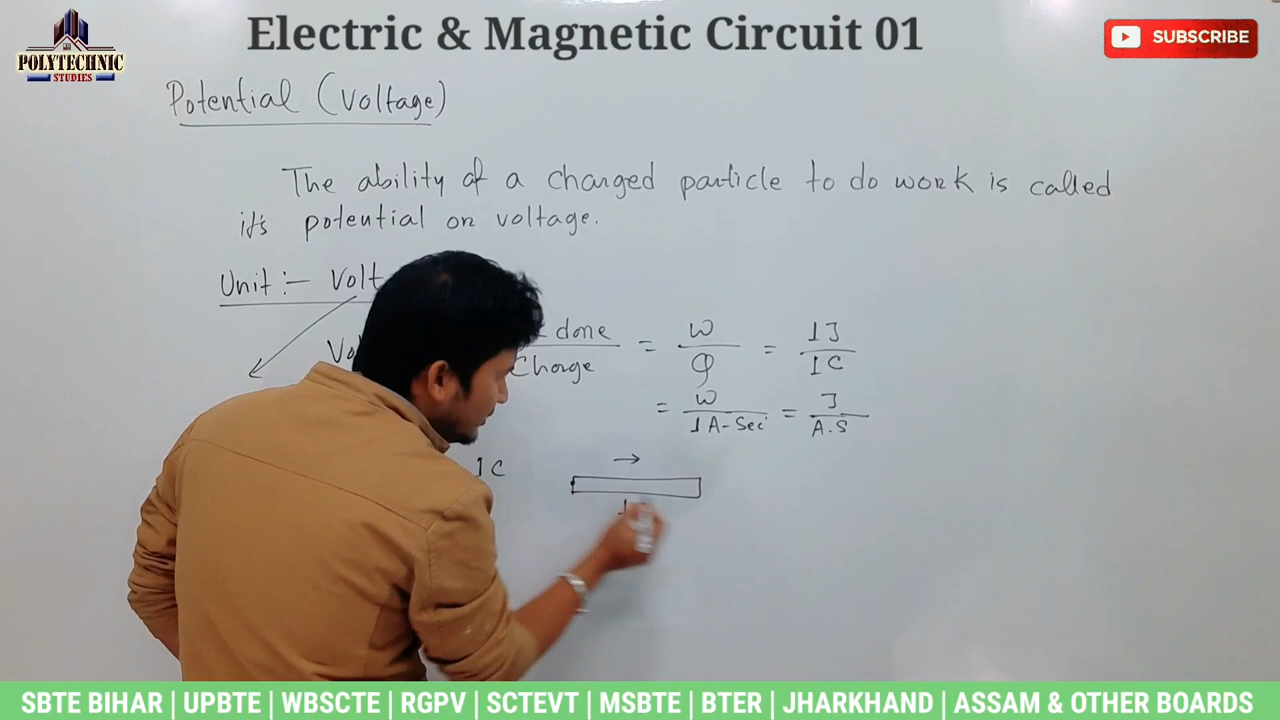 Electric & Magnetic Circuit 01
POLYTECHNIC
STUDIES
SUBSCRIBE
Potential (Voltage)
The ability of a charged particle to do work is called
it's potential or voltage.
Unit :- Volt
done / Charge = W / Q = 1J / 1C
= W / 1 A-Sec = J / A.S
1C
→
SBTE BIHAR | UPBTE | WBSCTE | RGPV | SCTEVT | MSBTE | BTER | JHARKHAND | ASSAM & OTHER BOARDS